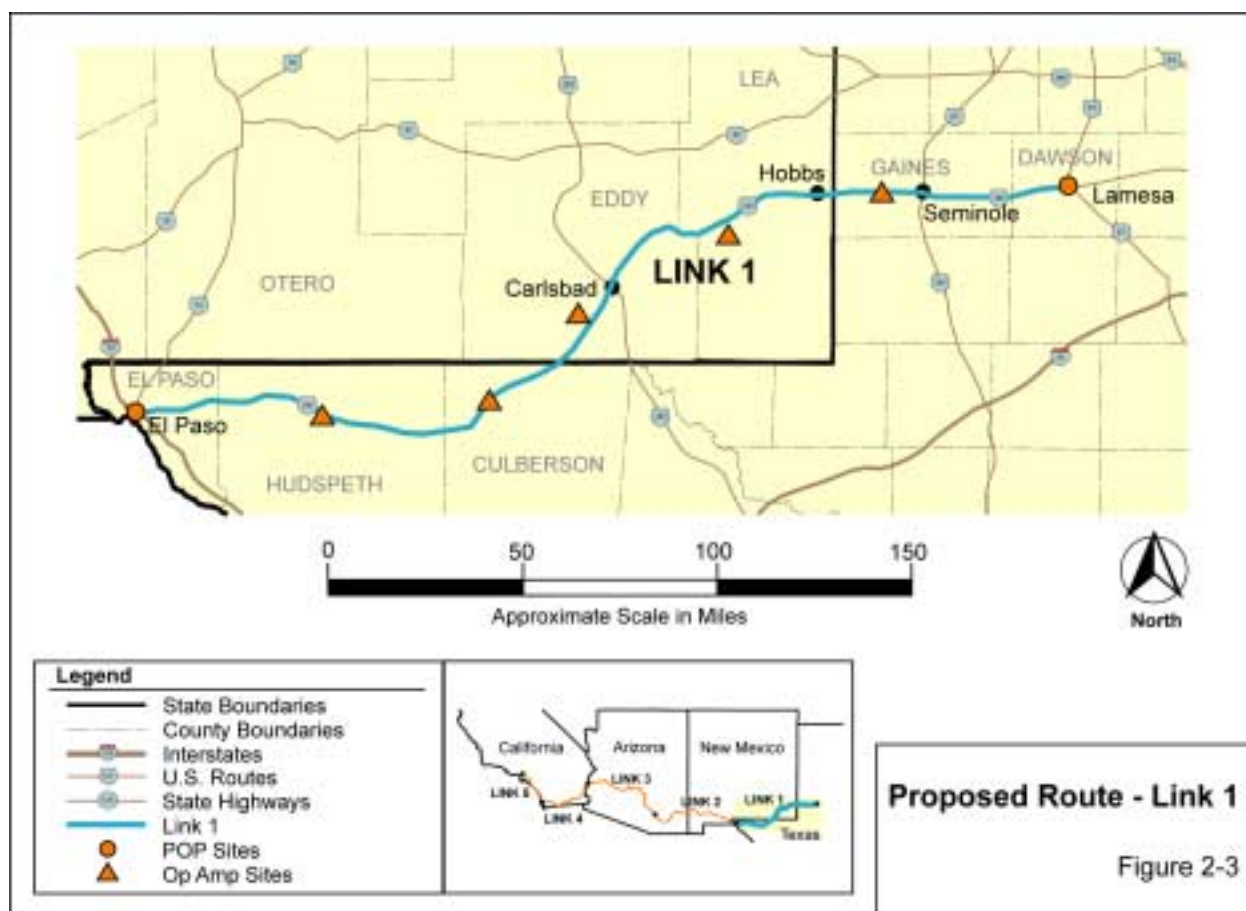 LEA
Hobbs
GAINES
DAWSON
Seminole
Lamesa
EDDY
LINK 1
OTERO
Carlsbad
EL PASO
El Paso
CULBERSON
HUDSPETH
0 50 100 150
Approximate Scale in Miles
North
Legend
State Boundaries
County Boundaries
Interstates
U.S. Routes
State Highways
Link 1
POP Sites
Op Amp Sites
California
Arizona
New Mexico
LINK 3
LINK 5
LINK 4
LINK 2
LINK 1
Texas
Proposed Route - Link 1
Figure 2-3